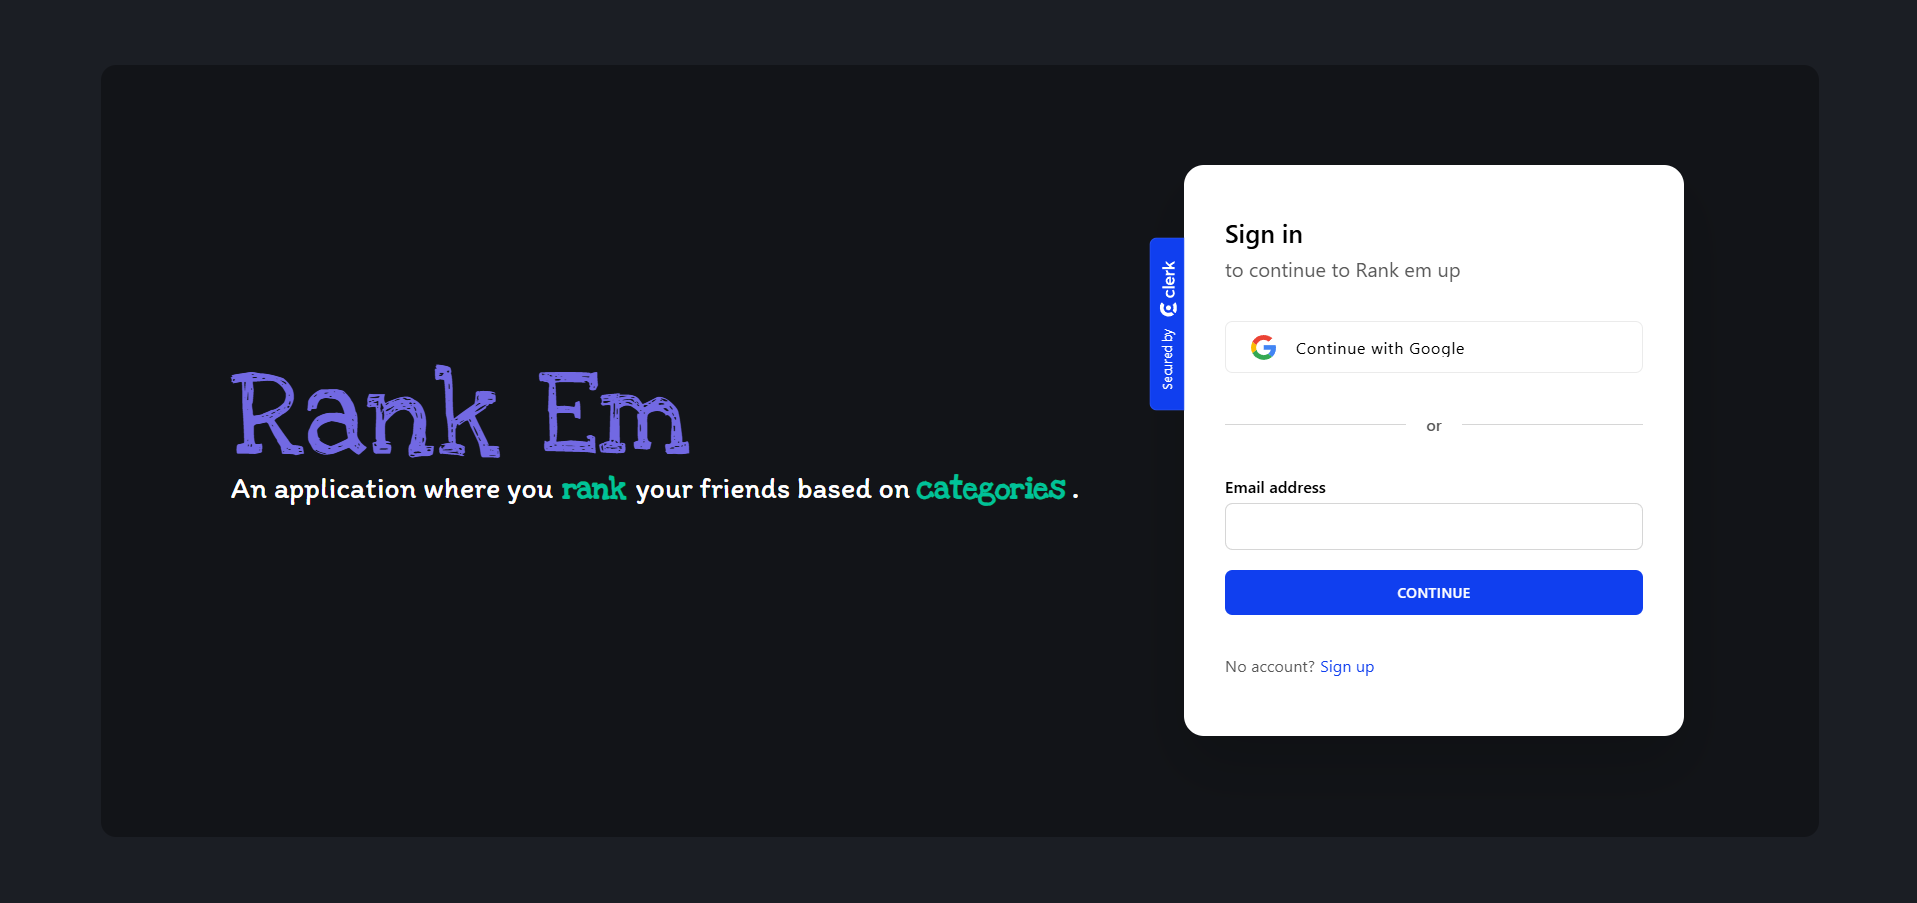 Rank Em
An application where you rank your friends based on categories .
Secured by clerk
Sign in
to continue to Rank em up
Continue with Google
or
Email address
CONTINUE
No account? Sign up